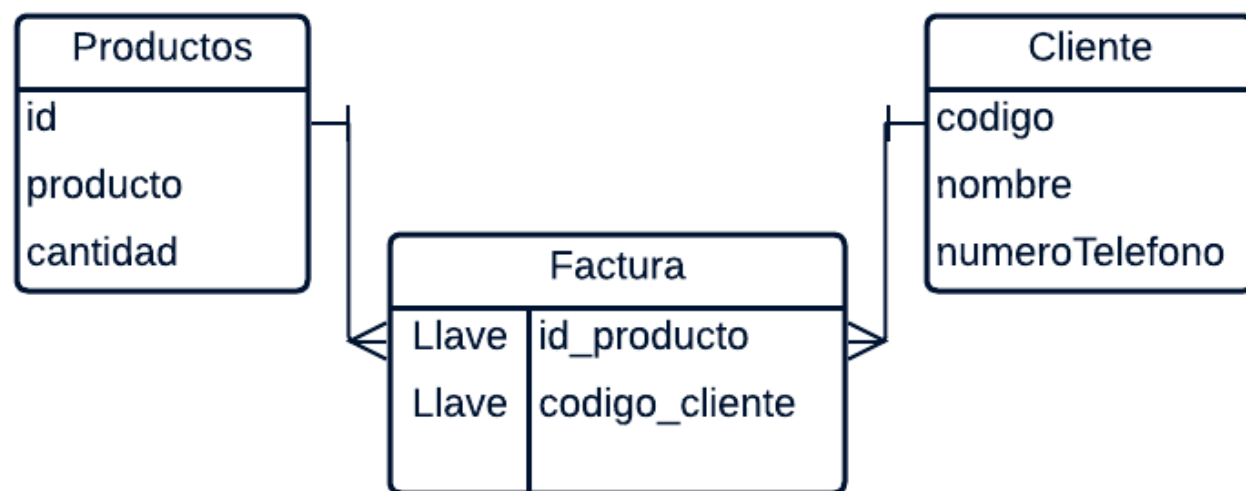 Productos
id
producto
cantidad
Cliente
codigo
nombre
numeroTelefono
Factura
Llave id_producto
Llave codigo_cliente